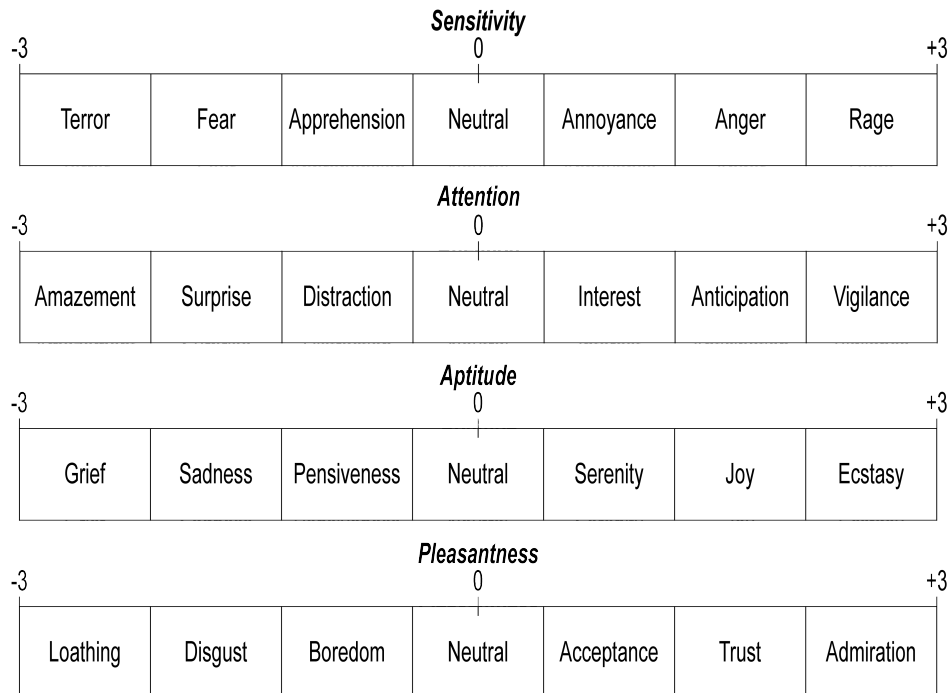 Sensitivity
-3 0 +3
Terror Fear Apprehension Neutral Annoyance Anger Rage
Attention
-3 0 +3
Amazement Surprise Distraction Neutral Interest Anticipation Vigilance
Aptitude
-3 0 +3
Grief Sadness Pensiveness Neutral Serenity Joy Ecstasy
Pleasantness
-3 0 +3
Loathing Disgust Boredom Neutral Acceptance Trust Admiration